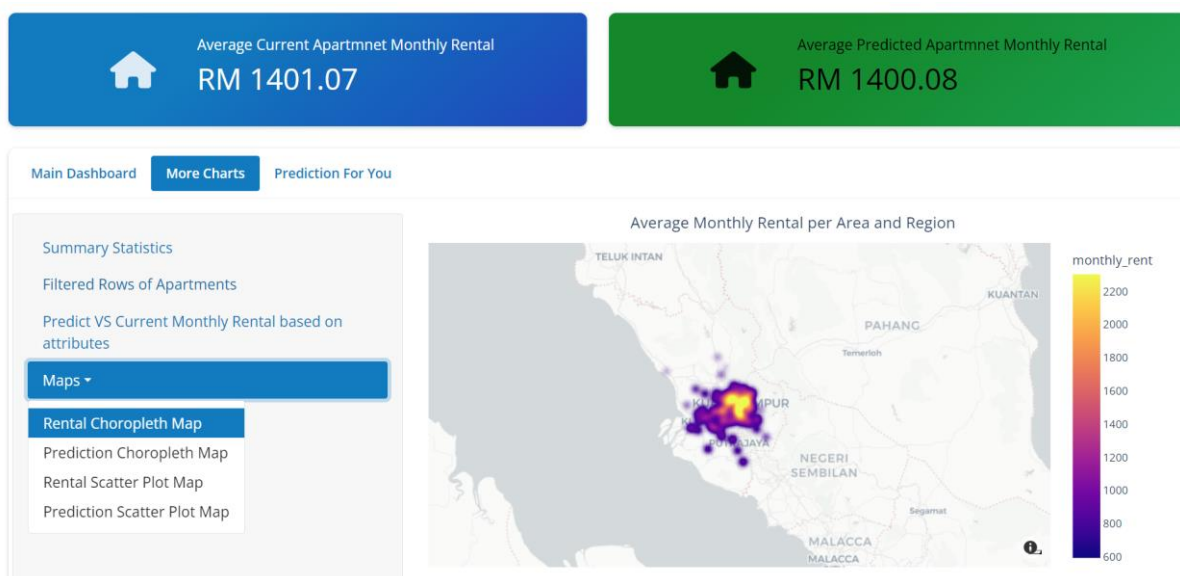 Average Current Apartmnet Monthly Rental
RM 1401.07
Average Predicted Apartmnet Monthly Rental
RM 1400.08
Main Dashboard
More Charts
Prediction For You
Summary Statistics
Filtered Rows of Apartments
Predict VS Current Monthly Rental based on
attributes
Maps
Rental Choropleth Map
Prediction Choropleth Map
Rental Scatter Plot Map
Prediction Scatter Plot Map
Average Monthly Rental per Area and Region
TELUK INTAN
KUANTAN
PAHANG
Temerloh
NEGERI
SEMBILAN
Segamat
MALACCA
MALACCA
monthly_rent
2200
2000
1800
1600
1400
1200
1000
800
600